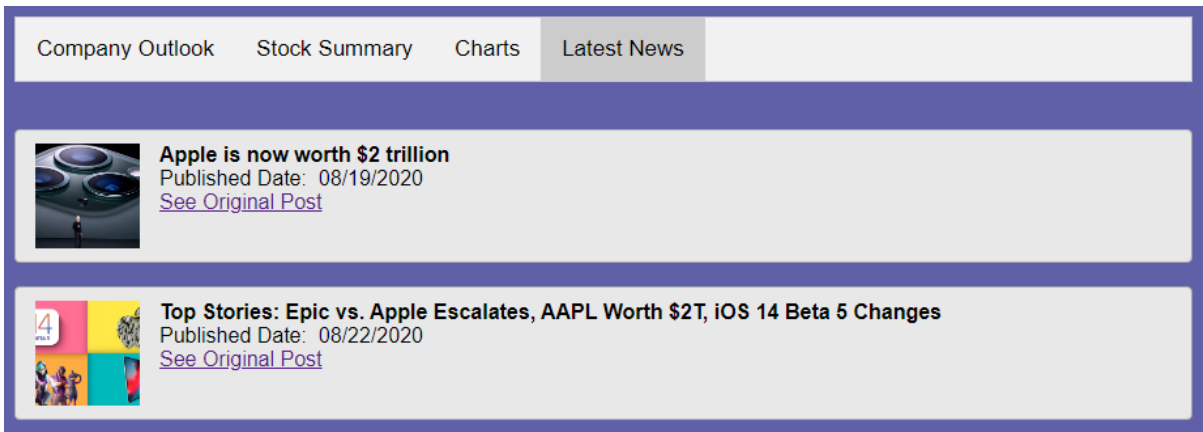 Company Outlook Stock Summary Charts Latest News
Apple is now worth $2 trillion
Published Date: 08/19/2020
See Original Post
Top Stories: Epic vs. Apple Escalates, AAPL Worth $2T, iOS 14 Beta 5 Changes
Published Date: 08/22/2020
See Original Post